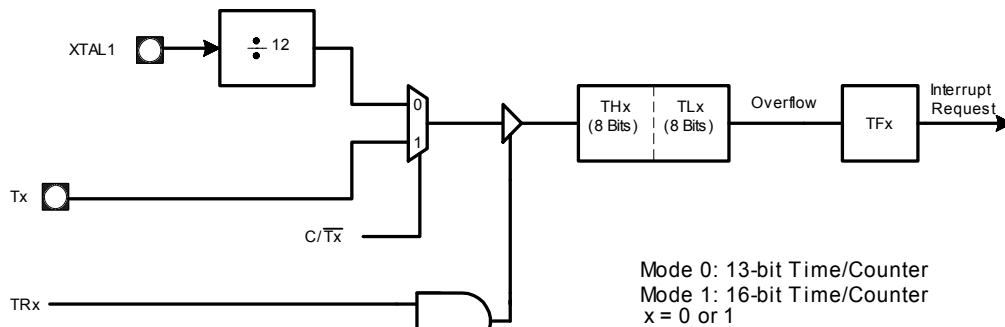 XTAL1
÷ 12
0
1
Tx
C/T̅x̅
TRx
THx
(8 Bits)
TLx
(8 Bits)
Overflow
TFx
Interrupt
Request
Mode 0: 13-bit Time/Counter
Mode 1: 16-bit Time/Counter
x = 0 or 1